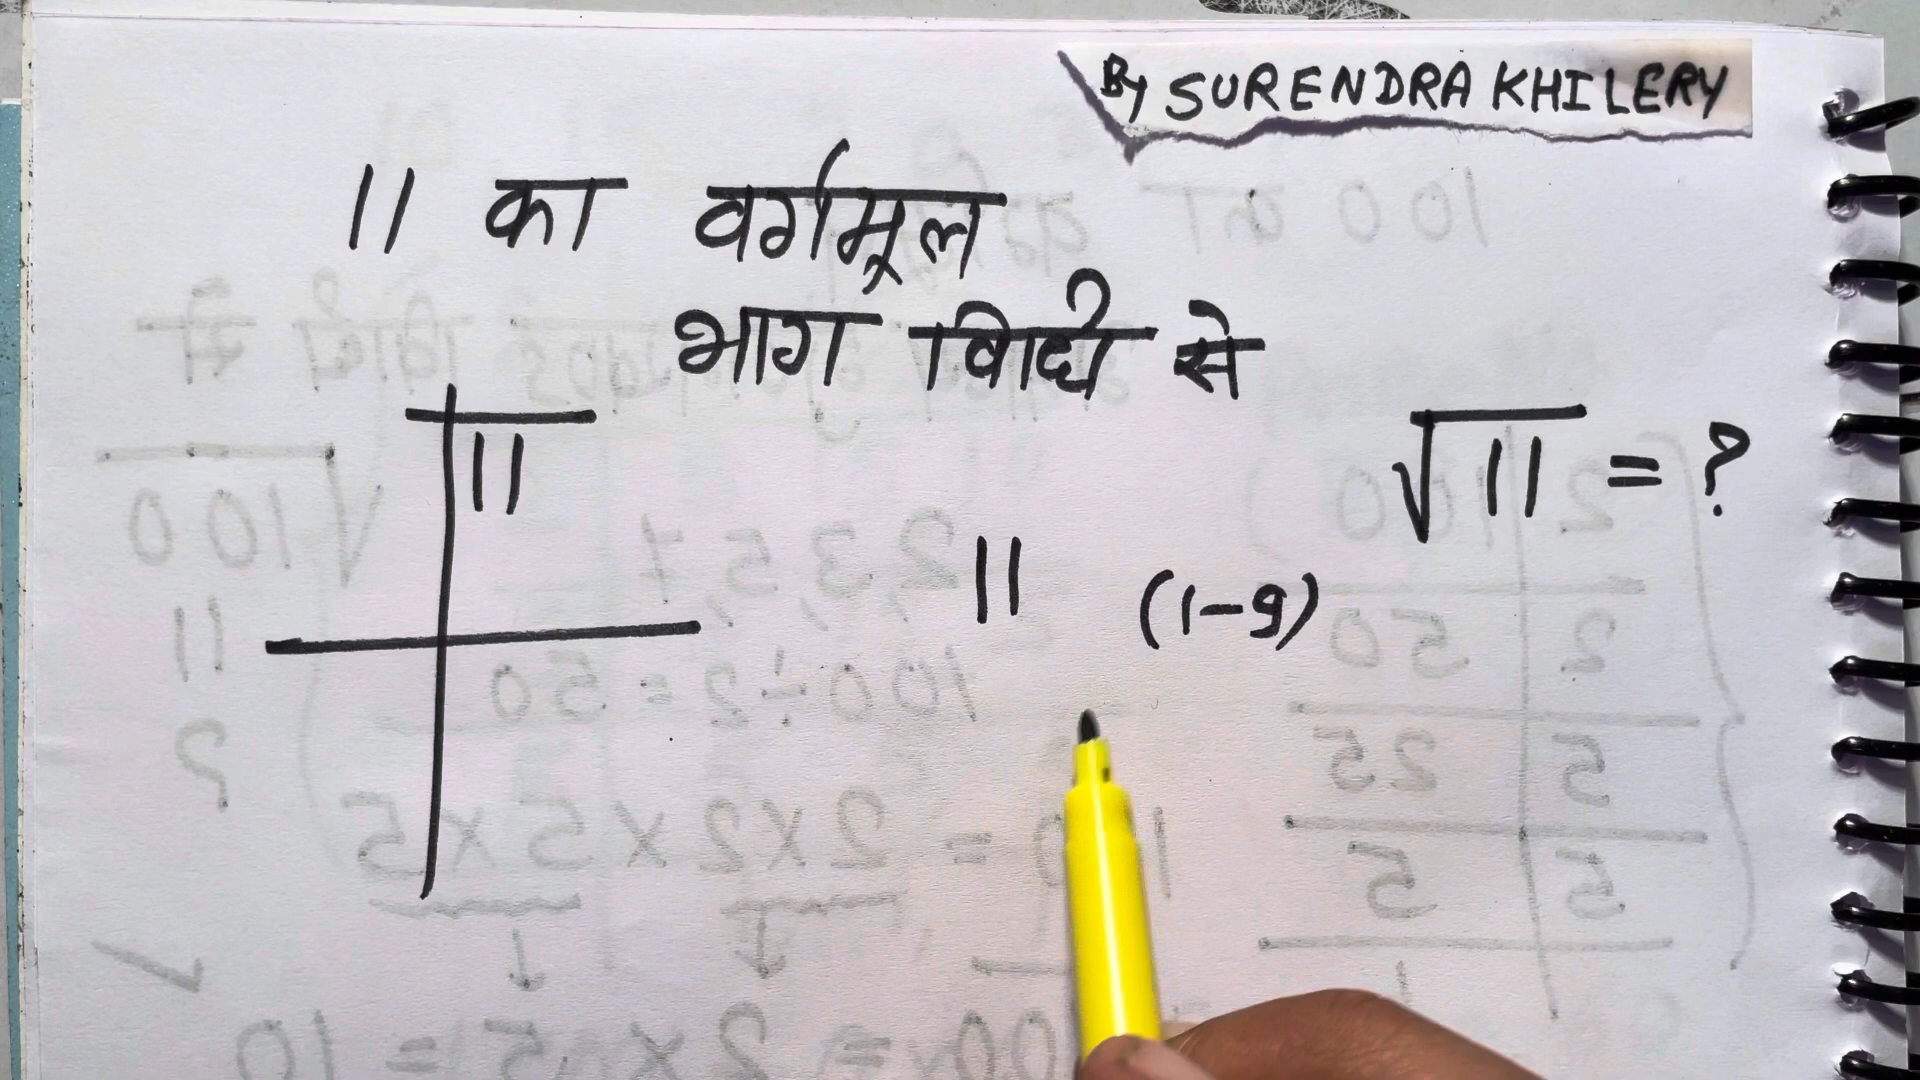 By SURENDRA KHILERY
11 का वर्गमूल
भाग विधि से
11
√11 = ?
11 (1-9)